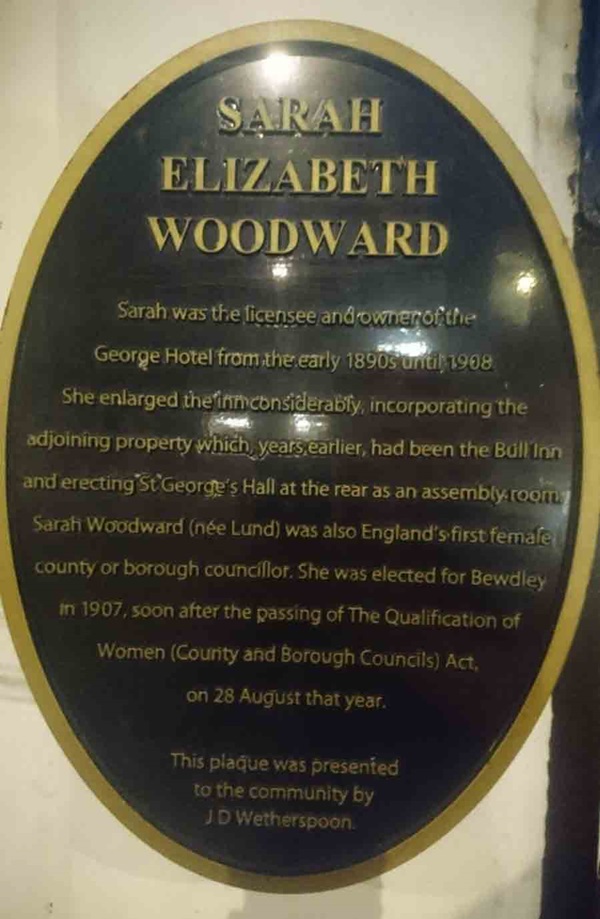 SARAH
ELIZABETH
WOODWARD
Sarah was the licensee and owner of the
George Hotel from the early 1890s until 1908.
She enlarged the inn considerably, incorporating the
adjoining property which, years earlier, had been the Bull Inn
and erecting St George's Hall at the rear as an assembly room.
Sarah Woodward (née Lund) was also England's first female
county or borough councillor. She was elected for Bewdley
in 1907, soon after the passing of The Qualification of
Women (County and Borough Councils) Act,
on 28 August that year.
This plaque was presented
to the community by
J D Wetherspoon.